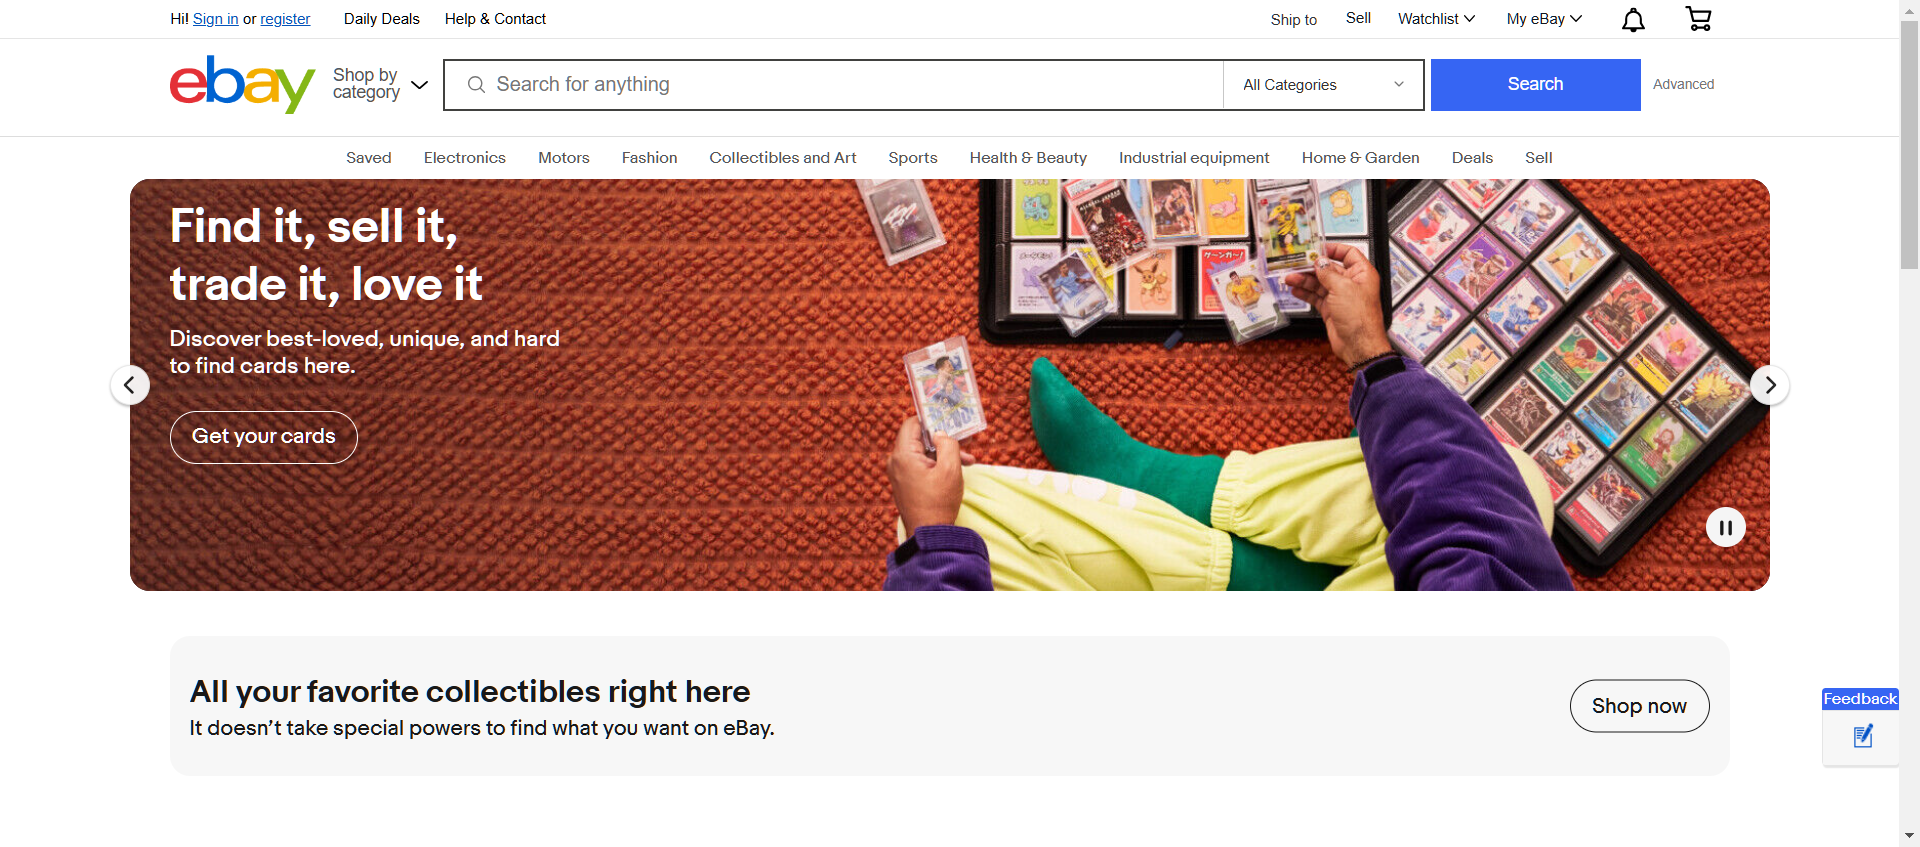 Hi! Sign in or register Daily Deals Help & Contact Ship to Sell Watchlist My eBay
ebay
Shop by category
Search for anything
All Categories
Search
Advanced
Saved Electronics Motors Fashion Collectibles and Art Sports Health & Beauty Industrial equipment Home & Garden Deals Sell
Find it, sell it,
trade it, love it
Discover best-loved, unique, and hard
to find cards here.
Get your cards
All your favorite collectibles right here
It doesn’t take special powers to find what you want on eBay.
Shop now
Feedback